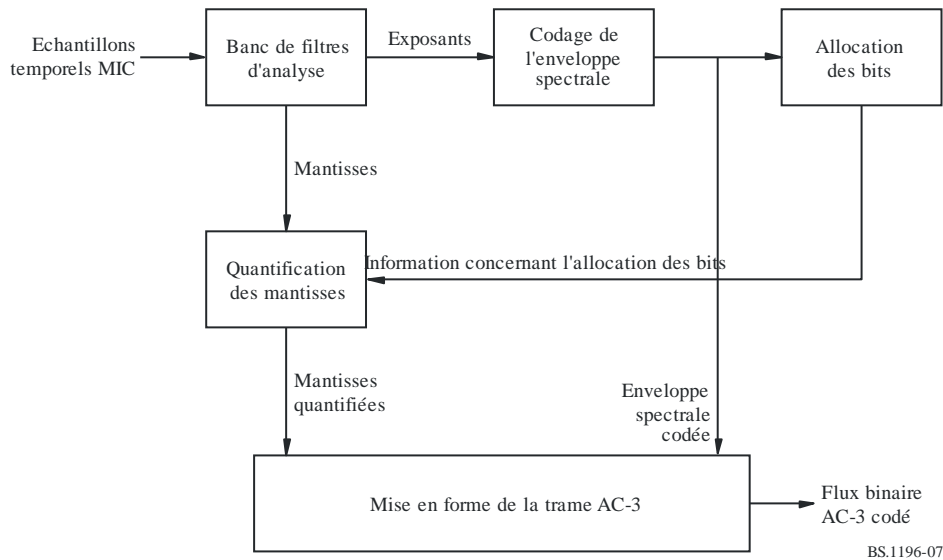 Echantillons
temporels MIC
Banc de filtres
d'analyse
Exposants
Codage de
l'enveloppe
spectrale
Allocation
des bits
Mantisses
Quantification
des mantisses
Information concernant l'allocation des bits
Mantisses
quantifiées
Enveloppe
spectrale
codée
Mise en forme de la trame AC-3
Flux binaire
AC-3 codé
BS.1196-07